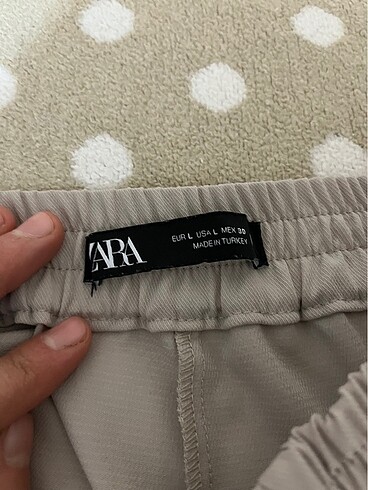 ZARA
EUR L USA L MEX 30
MADE IN TURKEY